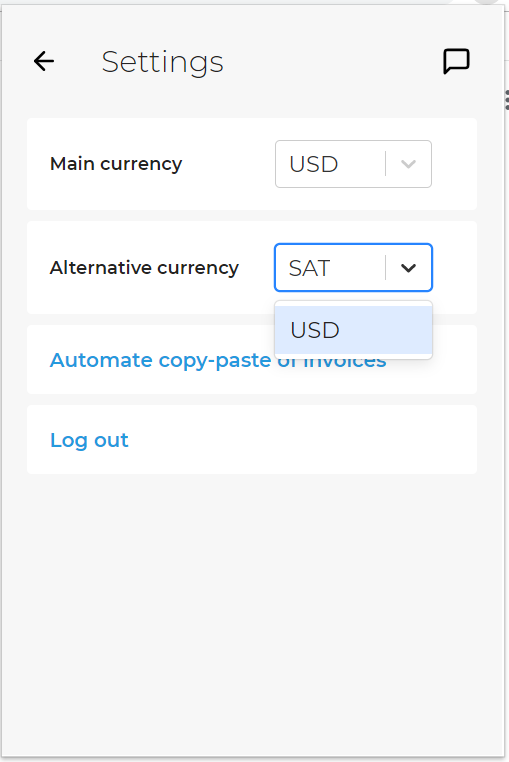 Settings
Main currency
USD
Alternative currency
SAT
USD
Automate copy-paste of invoices
Log out